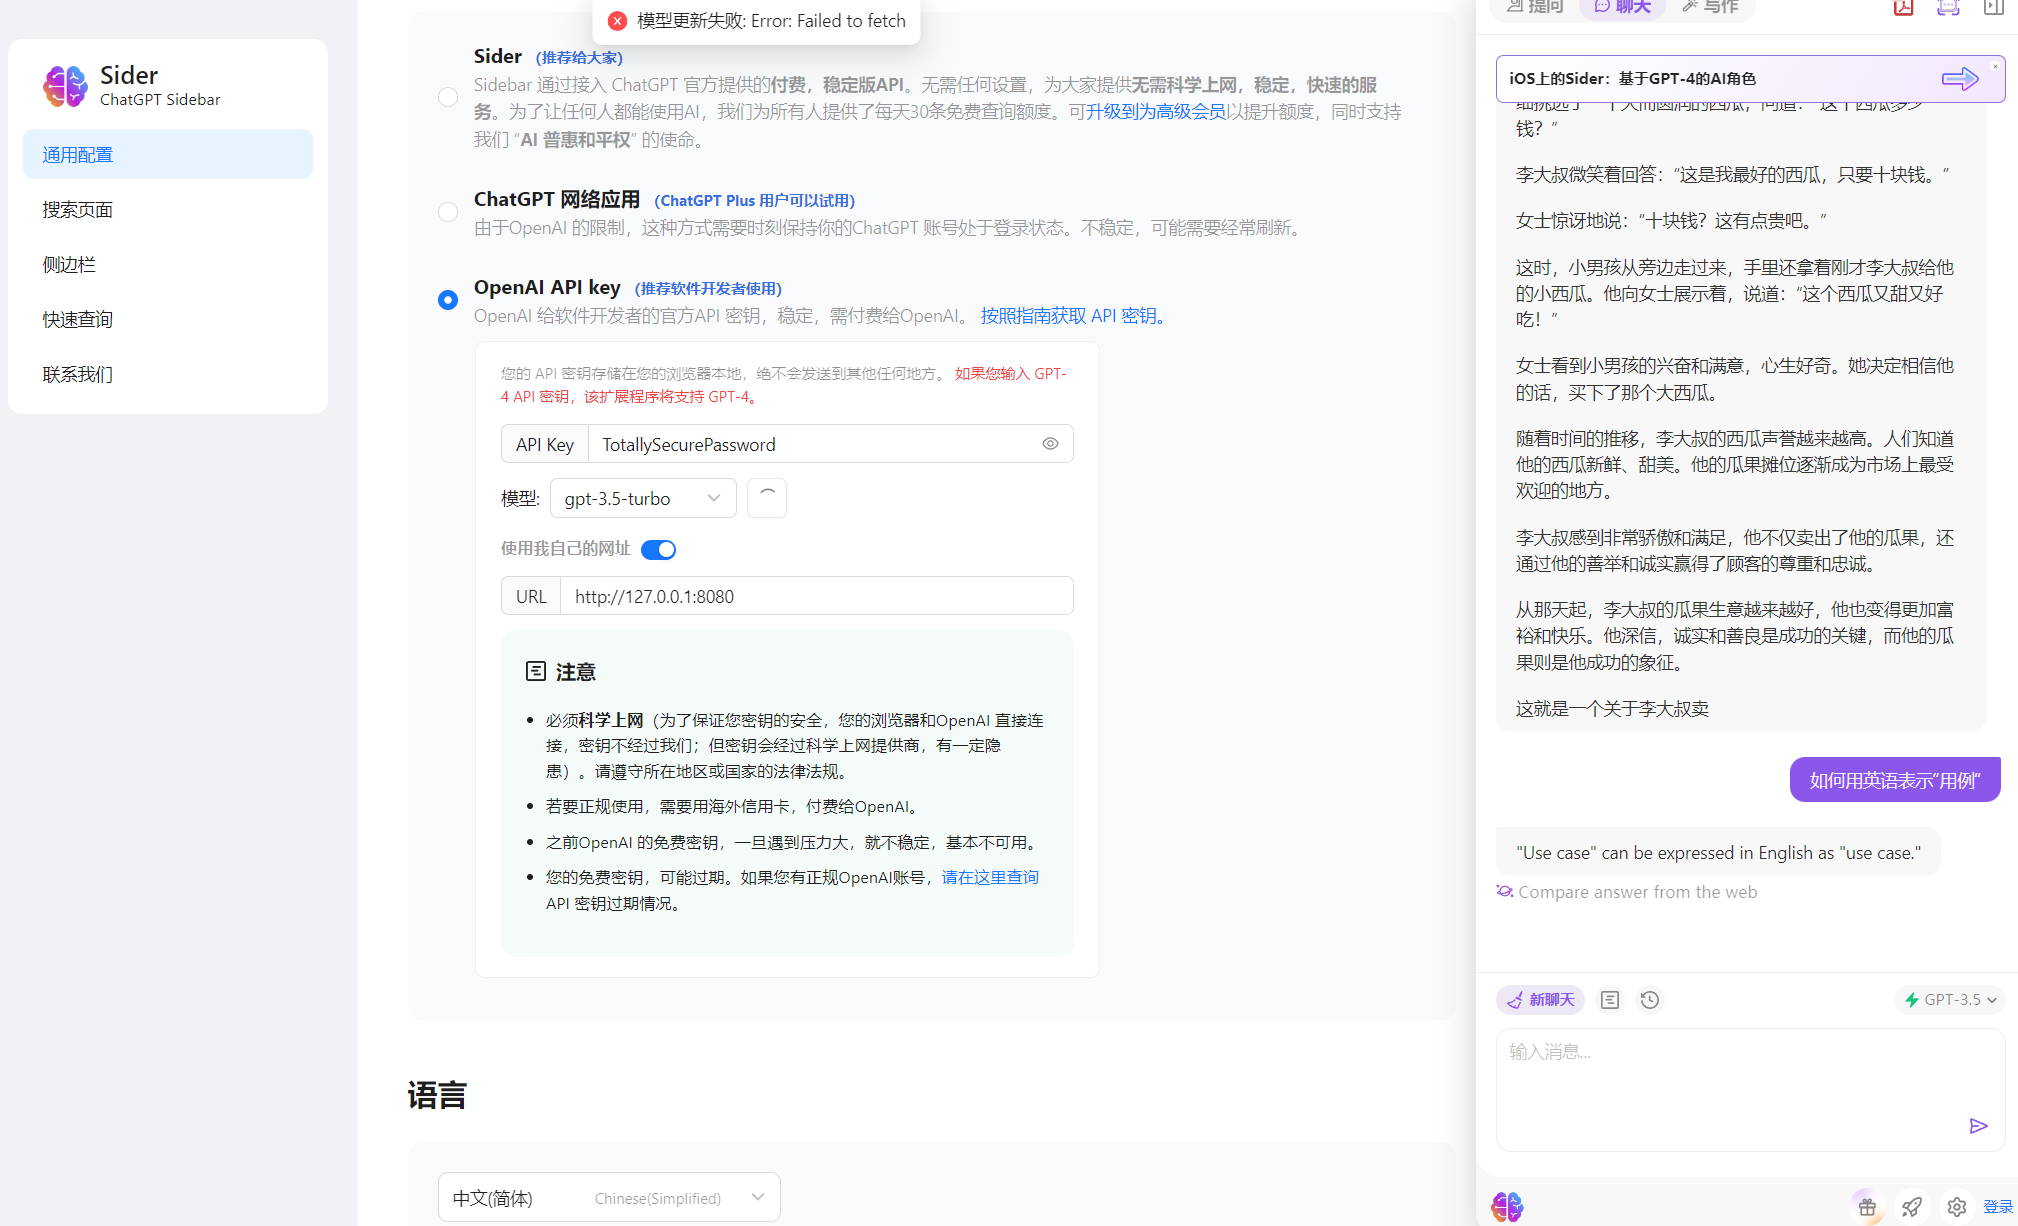 模型更新失败: Error: Failed to fetch
Sider
ChatGPT Sidebar
通用配置
搜索页面
侧边栏
快速查询
联系我们
Sider (推荐给大家)
Sidebar 通过接入 ChatGPT 官方提供的付费，稳定版API。无需任何设置，为大家提供无需科学上网，稳定，快速的服
务。为了让任何人都能使用AI，我们为所有人提供了每天30条免费查询额度。可升级到为高级会员以提升额度，同时支持
我们 “AI 普惠和平权” 的使命。
ChatGPT 网络应用 (ChatGPT Plus 用户可以试用)
由于OpenAI 的限制，这种方式需要时刻保持你的ChatGPT 账号处于登录状态。不稳定，可能需要经常刷新。
OpenAI API key (推荐软件开发者使用)
OpenAI 给软件开发者的官方API 密钥，稳定，需付费给OpenAI。 按照指南获取 API 密钥。
您的 API 密钥存储在您的浏览器本地，绝不会发送到其他任何地方。 如果您输入 GPT-
4 API 密钥，该扩展程序将支持 GPT-4。
API Key TotallySecurePassword
模型: gpt-3.5-turbo
使用我自己的网址
URL http://127.0.0.1:8080
注意
必须科学上网（为了保证您密钥的安全，您的浏览器和OpenAI 直接连
接，密钥不经过我们；但密钥会经过科学上网提供商，有一定隐
患）。请遵守所在地区或国家的法律法规。
若要正规使用，需要用海外信用卡，付费给OpenAI。
之前OpenAI 的免费密钥，一旦遇到压力大，就不稳定，基本不可用。
您的免费密钥，可能过期。如果您有正规OpenAI账号，请在这里查询
API 密钥过期情况。
语言
中文(简体) Chinese(Simplified)
提问 聊天 写作
iOS上的Sider：基于GPT-4的AI角色
细挑选了一个大而圆润的西瓜，问道：“这个西瓜多少
钱？”
李大叔微笑着回答：“这是我最好的西瓜，只要十块钱。”
女士惊讶地说：“十块钱？这有点贵吧。”
这时，小男孩从旁边走过来，手里还拿着刚才李大叔给他
的小西瓜。他向女士展示着，说道：“这个西瓜又甜又好
吃！”
女士看到小男孩的兴奋和满意，心生好奇。她决定相信他
的话，买下了那个大西瓜。
随着时间的推移，李大叔的西瓜声誉越来越高。人们知道
他的西瓜新鲜、甜美。他的瓜果摊位逐渐成为市场上最受
欢迎的地方。
李大叔感到非常骄傲和满足，他不仅卖出了他的瓜果，还
通过他的善举和诚实赢得了顾客的尊重和忠诚。
从那天起，李大叔的瓜果生意越来越好，他也变得更加富
裕和快乐。他深信，诚实和善良是成功的关键，而他的瓜
果则是他成功的象征。
这就是一个关于李大叔卖
如何用英语表示“用例“
"Use case" can be expressed in English as "use case."
Compare answer from the web
新聊天
GPT-3.5
输入消息...
登录